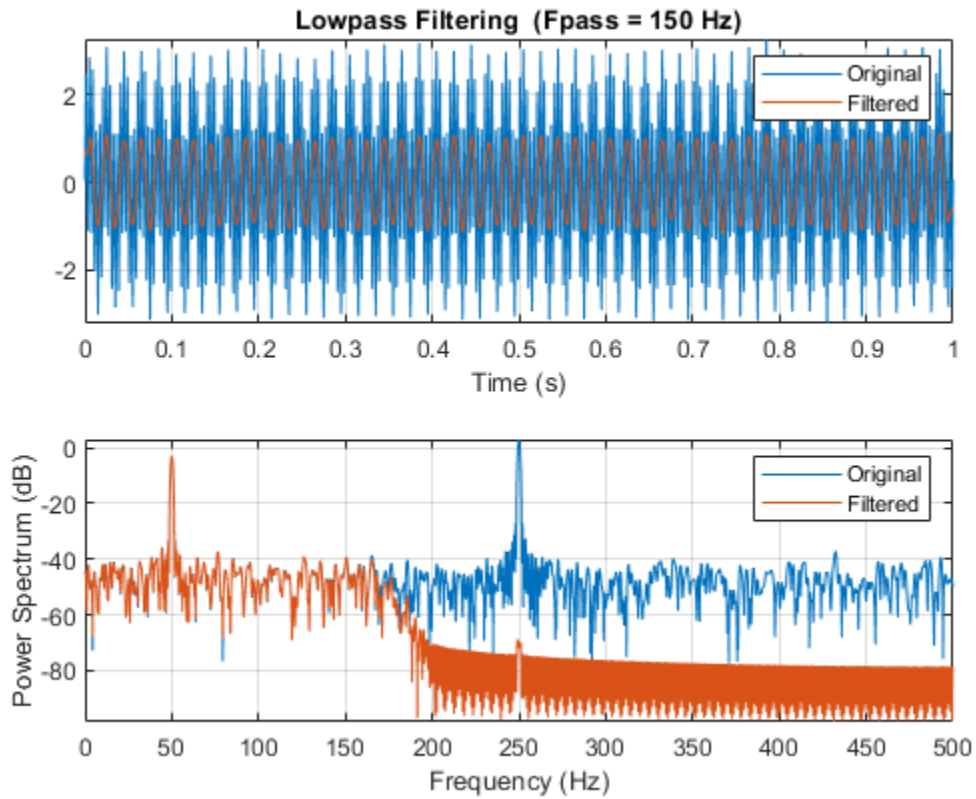 Lowpass Filtering (Fpass = 150 Hz)
Original
Filtered
2
0
-2
0 0.1 0.2 0.3 0.4 0.5 0.6 0.7 0.8 0.9 1
Time (s)
Power Spectrum (dB)
0
-20
-40
-60
-80
Original
Filtered
0 50 100 150 200 250 300 350 400 450 500
Frequency (Hz)